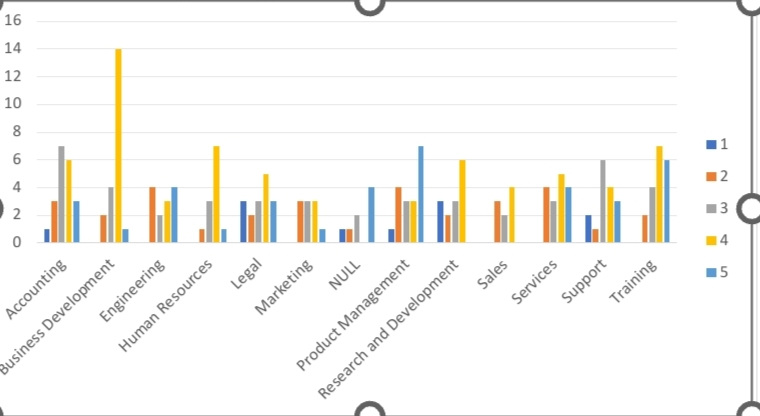 16
14
12
10
8
6
4
2
0
Accounting
Business Development
Engineering
Human Resources
Legal
Marketing
NULL
Product Management
Research and Development
Sales
Services
Support
Training
1
2
3
4
5